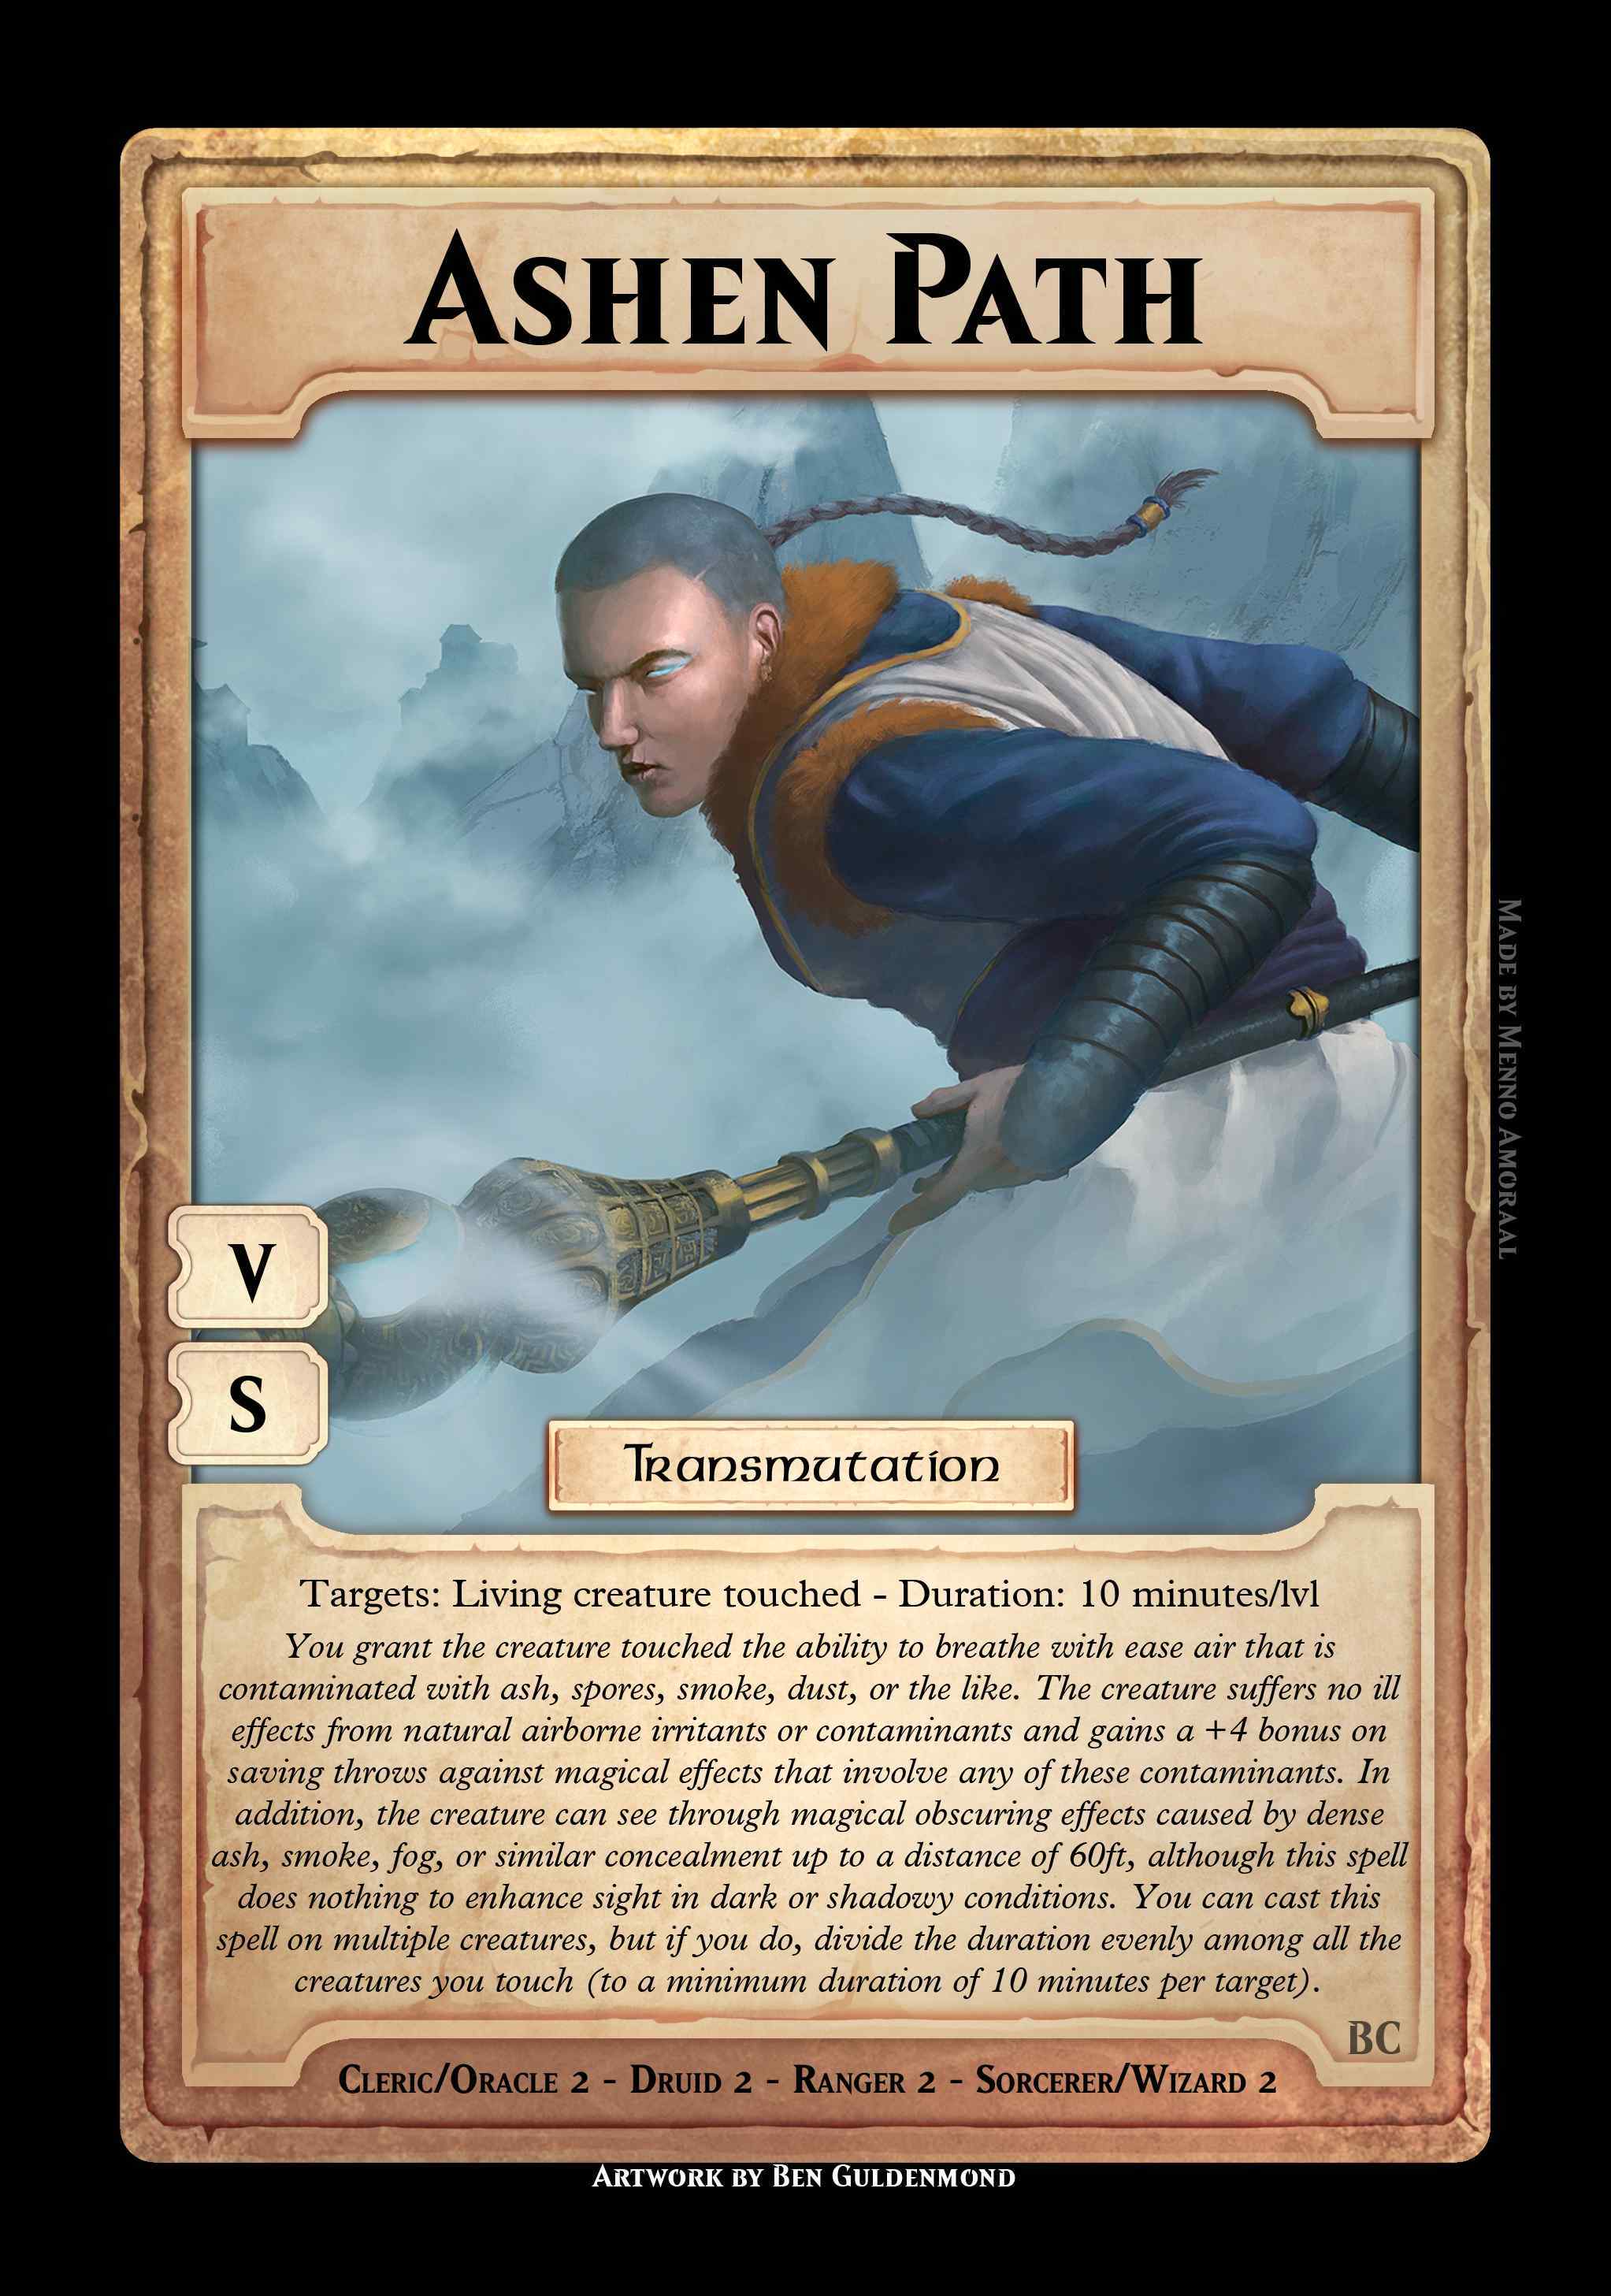 Ashen Path
V
S
Transmutation
Targets: Living creature touched - Duration: 10 minutes/lvl
You grant the creature touched the ability to breathe with ease air that is
contaminated with ash, spores, smoke, dust, or the like. The creature suffers no ill
effects from natural airborne irritants or contaminants and gains a +4 bonus on
saving throws against magical effects that involve any of these contaminants. In
addition, the creature can see through magical obscuring effects caused by dense
ash, smoke, fog, or similar concealment up to a distance of 60ft, although this spell
does nothing to enhance sight in dark or shadowy conditions. You can cast this
spell on multiple creatures, but if you do, divide the duration evenly among all the
creatures you touch (to a minimum duration of 10 minutes per target).
BC
Cleric/Oracle 2 - Druid 2 - Ranger 2 - Sorcerer/Wizard 2
Artwork by Ben Guldenmond
Made by Menno Amoraal